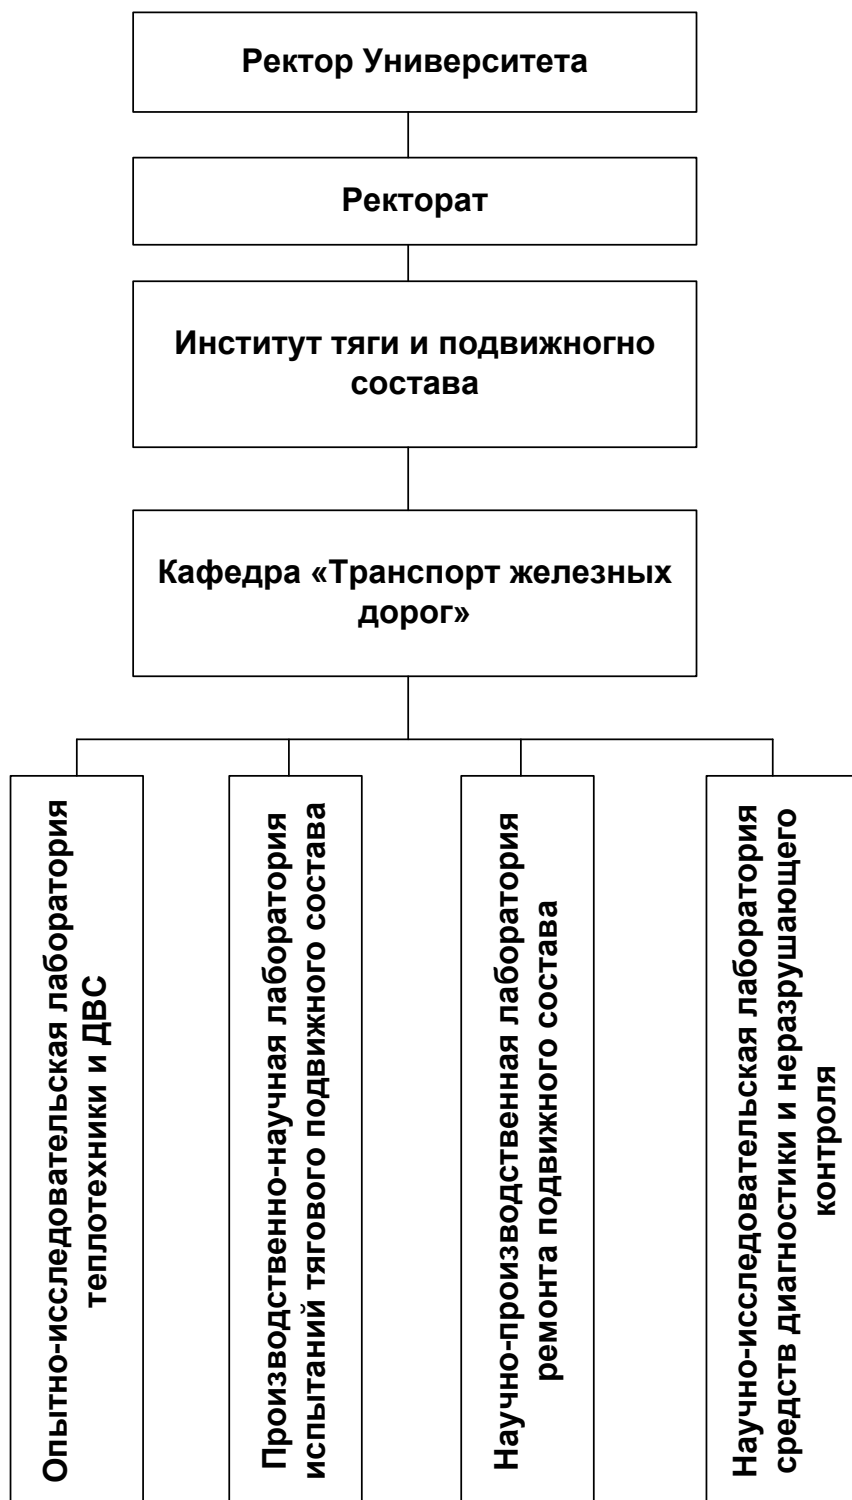 Ректор Университета
Ректорат
Институт тяги и подвижногно
состава
Кафедра «Транспорт железных
дорог»
Опытно-исследовательская лаборатория
теплотехники и ДВС
Производственно-научная лаборатория
испытаний тягового подвижного состава
Научно-производственная лаборатория
ремонта подвижного состава
Научно-исследовательская лаборатория
средств диагностики и неразрушающего
контроля